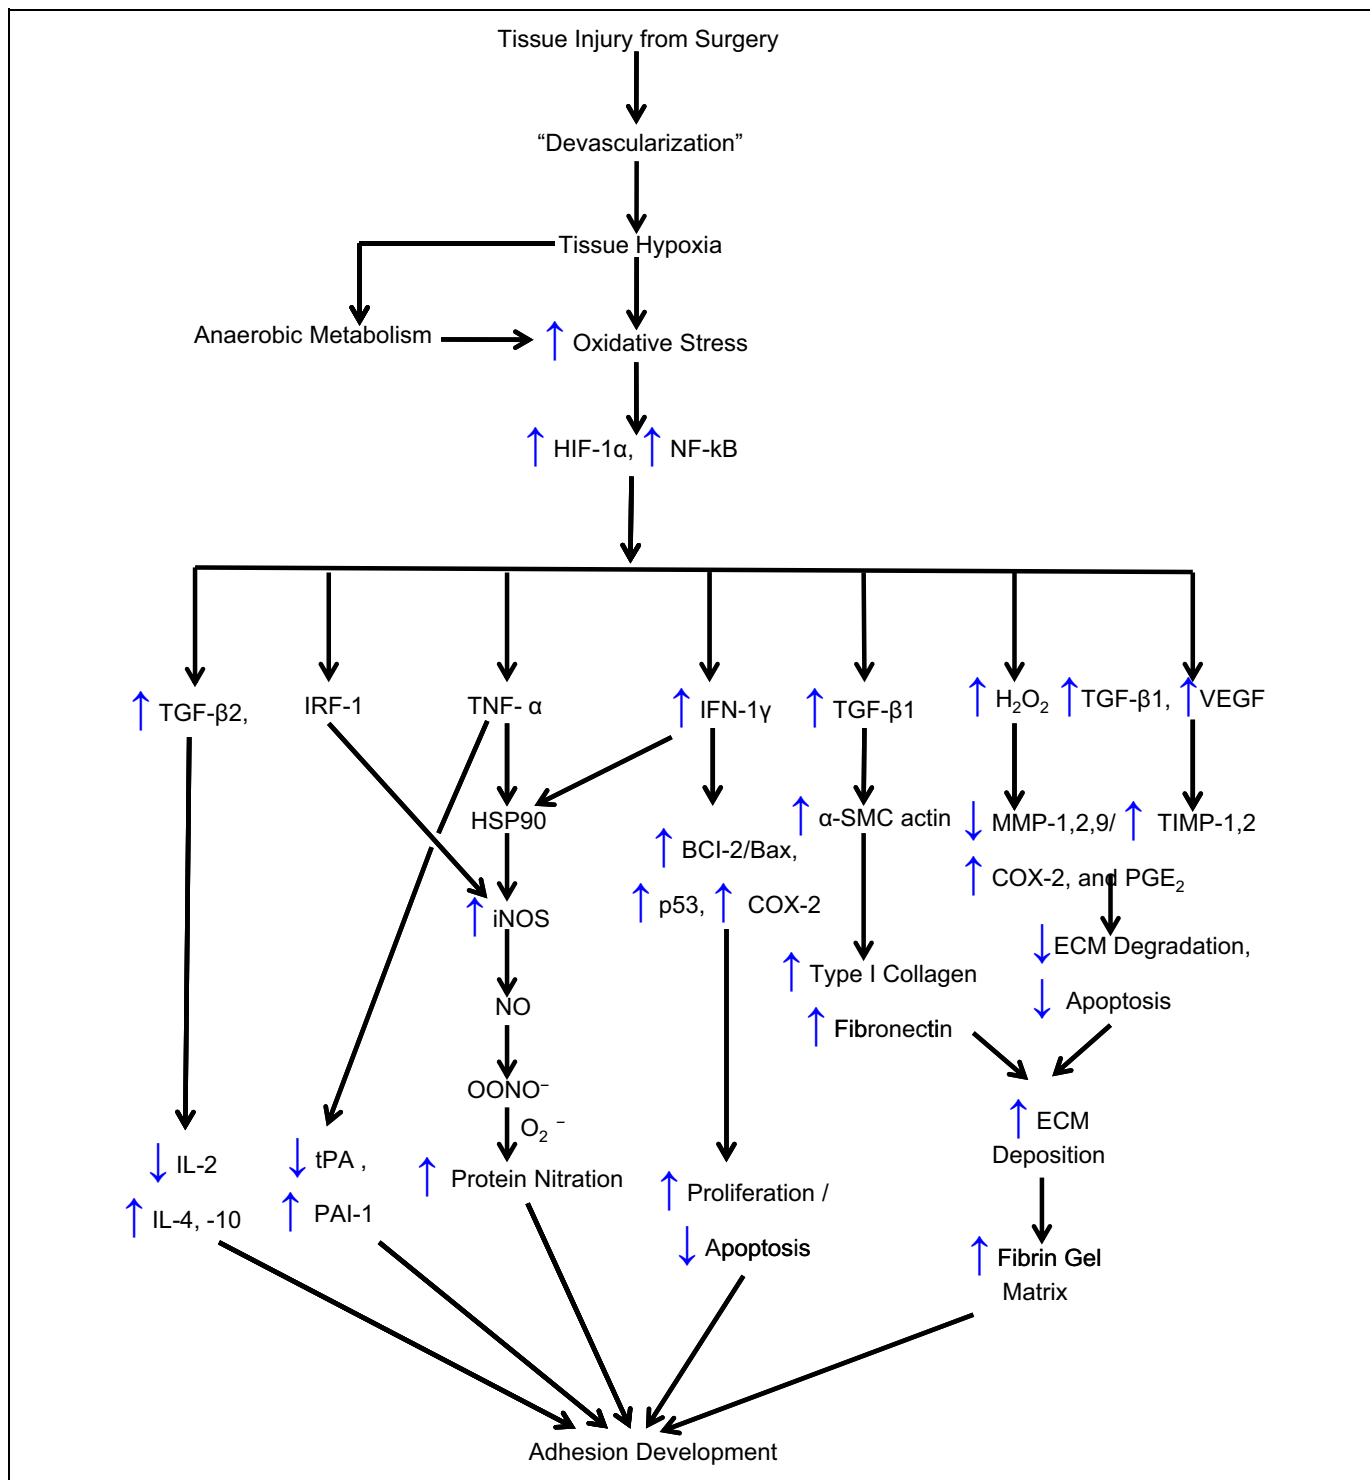 Tissue Injury from Surgery
“Devascularization”
Tissue Hypoxia
Anaerobic Metabolism
↑ Oxidative Stress
↑ HIF-1α, ↑ NF-kB
↑ TGF-β2,
IRF-1
TNF- α
↑ IFN-1γ
↑ TGF-β1
↑ H₂O₂
↑ TGF-β1, ↑ VEGF
HSP90
↑ α-SMC actin
↓ MMP-1,2,9/ ↑ TIMP-1,2
↑ BCI-2/Bax,
↑ COX-2, and PGE₂
↑ p53, ↑ COX-2
↑ iNOS
↓ ECM Degradation,
↑ Type I Collagen
↓ Apoptosis
NO
↑ Fibronectin
OONO⁻
O₂ ⁻
↑ ECM
Deposition
↓ IL-2
↓ tPA ,
↑ Protein Nitration
↑ Proliferation /
↑ IL-4, -10
↑ PAI-1
↓ Apoptosis
↑ Fibrin Gel
Matrix
Adhesion Development